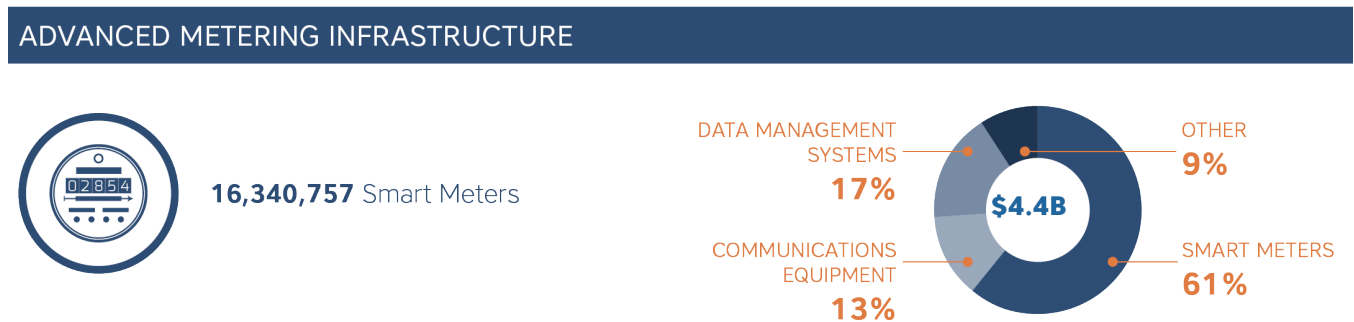 ADVANCED METERING INFRASTRUCTURE
02854
16,340,757 Smart Meters
DATA MANAGEMENT
SYSTEMS
17%
COMMUNICATIONS
EQUIPMENT
13%
$4.4B
OTHER
9%
SMART METERS
61%